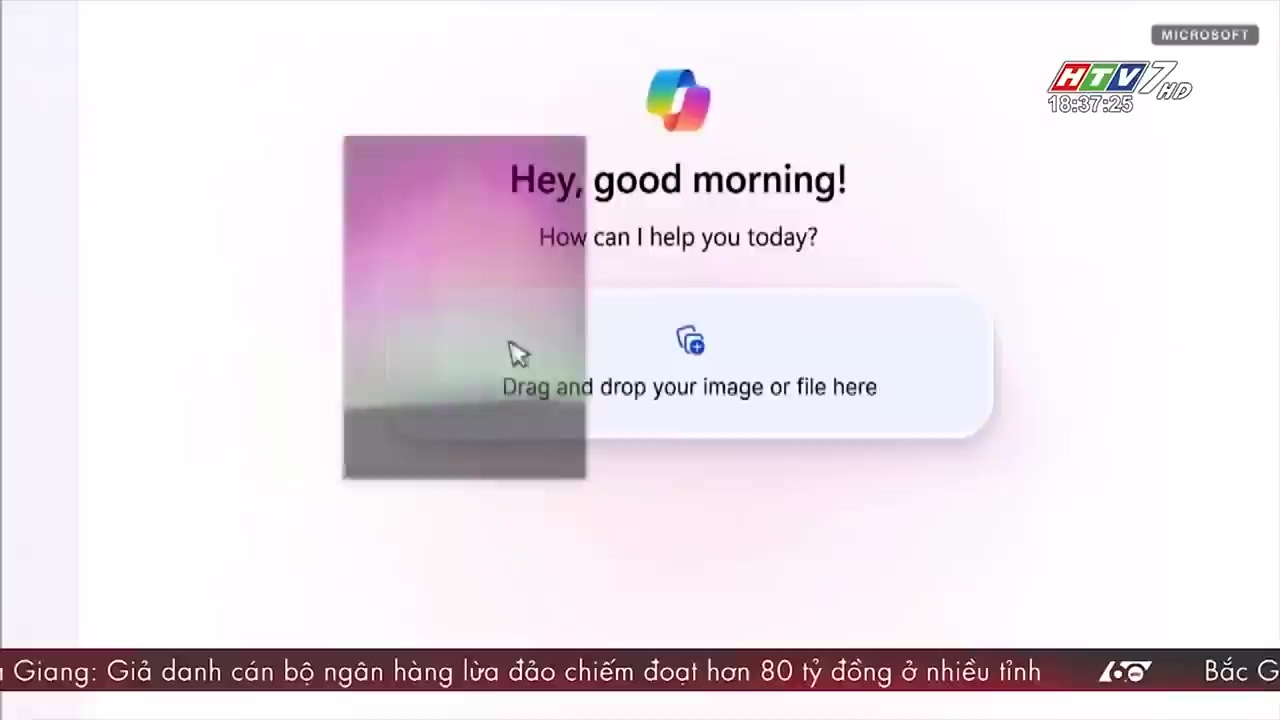 MICROSOFT
HTV7 HD
18:37:25
Hey, good morning!
How can I help you today?
Drag and drop your image or file here
Giang: Giả danh cán bộ ngân hàng lừa đảo chiếm đoạt hơn 80 tỷ đồng ở nhiều tỉnh
Bắc